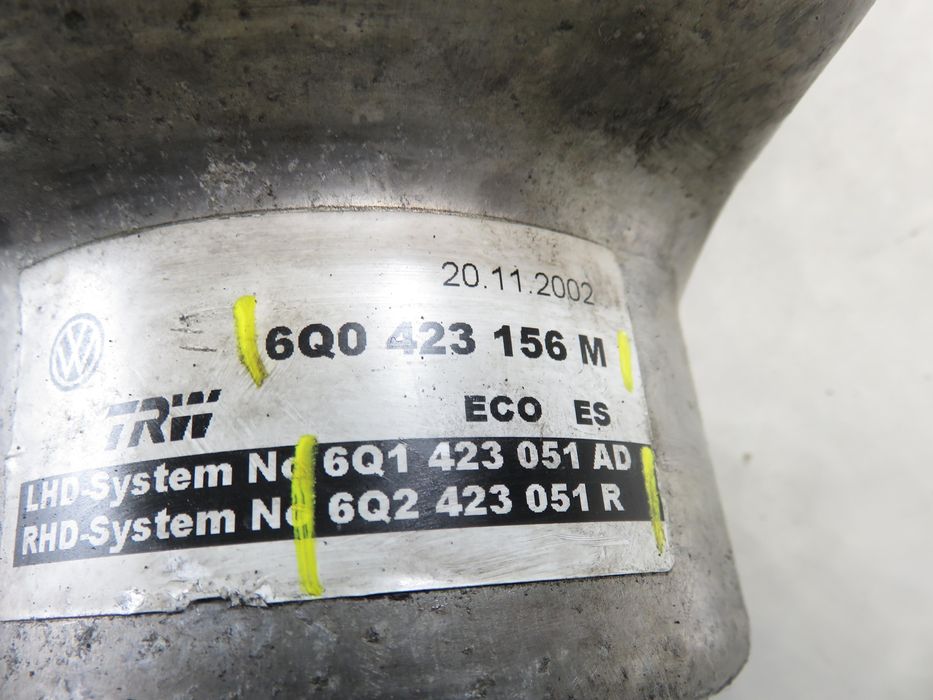 20.11.2002
6Q0 423 156 M
TRW
ECO ES
LHD-System No 6Q1 423 051 AD
RHD-System No 6Q2 423 051 R